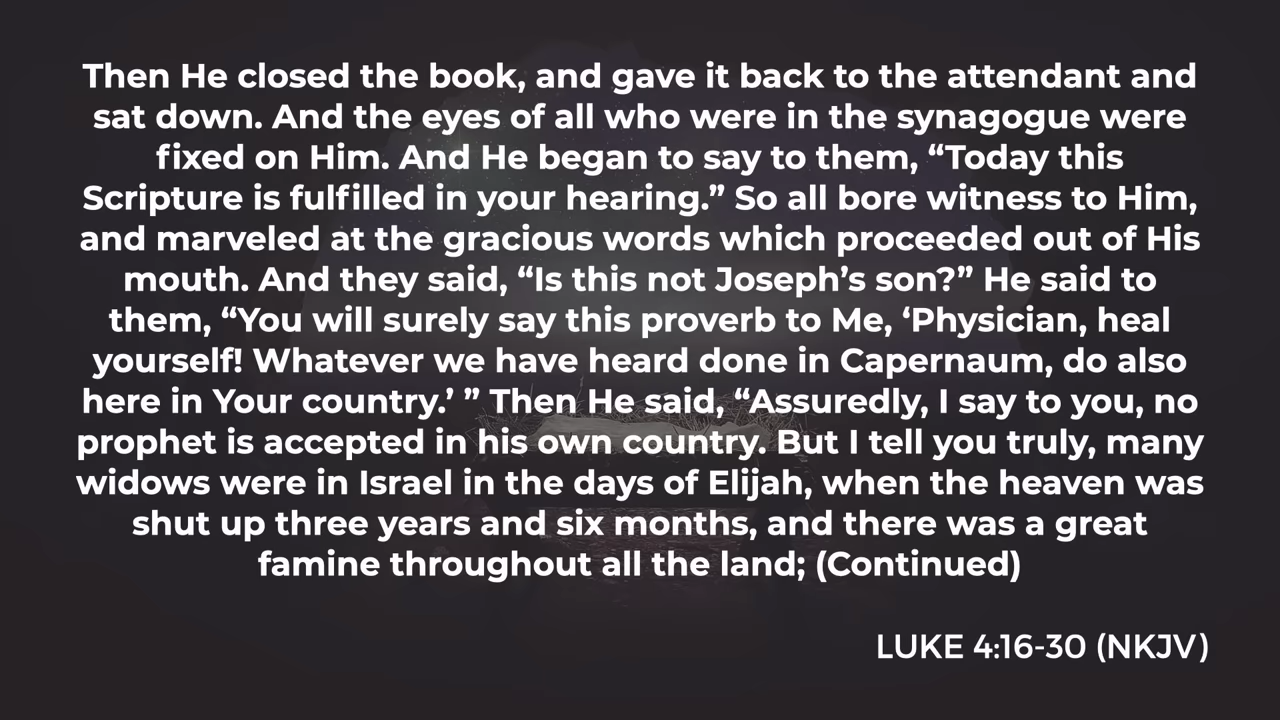 Then He closed the book, and gave it back to the attendant and
sat down. And the eyes of all who were in the synagogue were
fixed on Him. And He began to say to them, “Today this
Scripture is fulfilled in your hearing.” So all bore witness to Him,
and marveled at the gracious words which proceeded out of His
mouth. And they said, “Is this not Joseph’s son?” He said to
them, “You will surely say this proverb to Me, ‘Physician, heal
yourself! Whatever we have heard done in Capernaum, do also
here in Your country.’ ” Then He said, “Assuredly, I say to you, no
prophet is accepted in his own country. But I tell you truly, many
widows were in Israel in the days of Elijah, when the heaven was
shut up three years and six months, and there was a great
famine throughout all the land; (Continued)
LUKE 4:16-30 (NKJV)